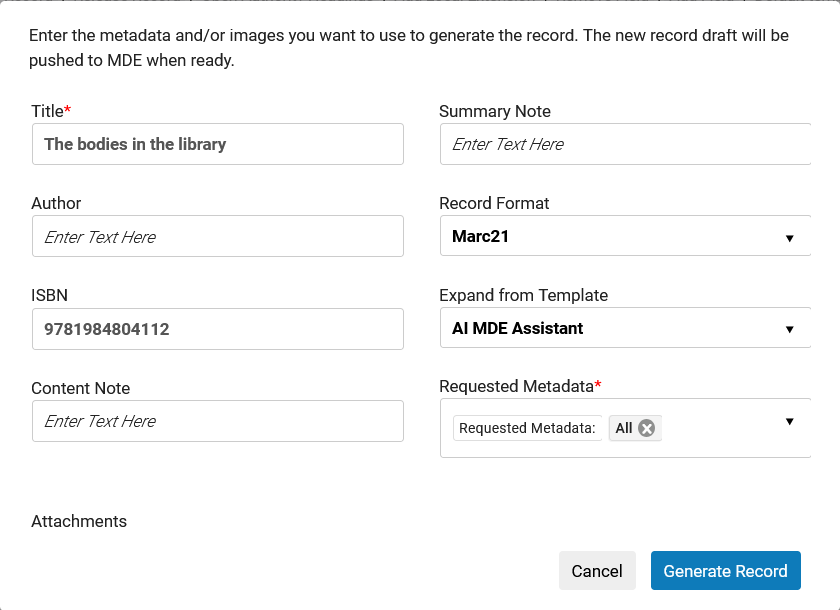 Enter the metadata and/or images you want to use to generate the record. The new record draft will be
pushed to MDE when ready.
Title*
The bodies in the library
Summary Note
Enter Text Here
Author
Enter Text Here
Record Format
Marc21
ISBN
9781984804112
Expand from Template
AI MDE Assistant
Content Note
Enter Text Here
Requested Metadata*
Requested Metadata: All
Attachments
Cancel
Generate Record